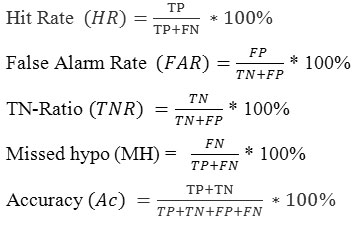 Hit Rate (HR) = TP / TP+FN * 100%
False Alarm Rate (FAR) = FP / TN+FP * 100%
TN-Ratio (TNR) = TN / TN+FP * 100%
Missed hypo (MH) = FN / TP+FN * 100%
Accuracy (Ac) = TP+TN / TP+TN+FP+FN * 100%